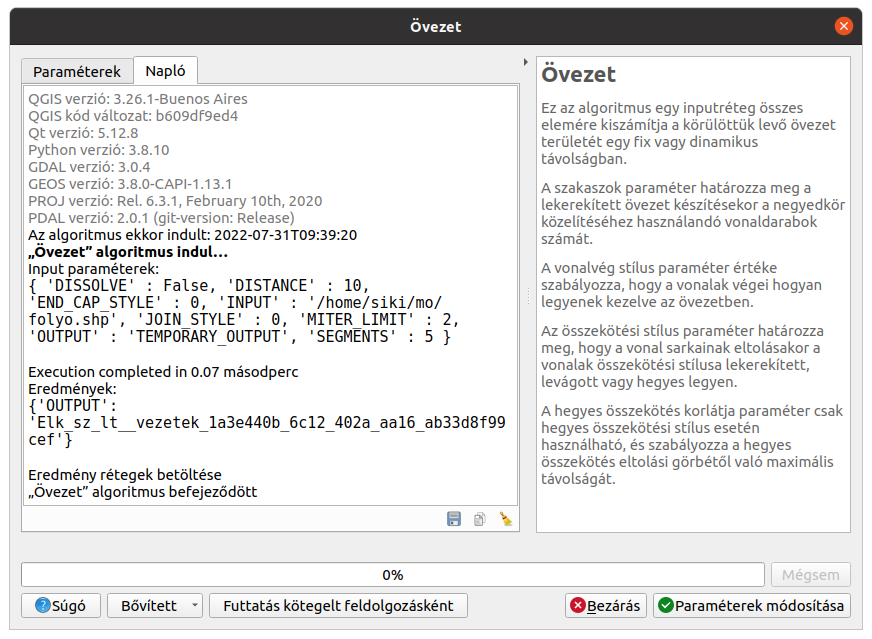 Övezet
Paraméterek
Napló
QGIS verzió: 3.26.1-Buenos Aires
QGIS kód változat: b609df9ed4
Qt verzió: 5.12.8
Python verzió: 3.8.10
GDAL verzió: 3.0.4
GEOS verzió: 3.8.0-CAPI-1.13.1
PROJ verzió: Rel. 6.3.1, February 10th, 2020
PDAL verzió: 2.0.1 (git-version: Release)
Az algoritmus ekkor indult: 2022-07-31T09:39:20
„Övezet” algoritmus indul…
Input paraméterek:
{ 'DISSOLVE' : False, 'DISTANCE' : 10,
'END_CAP_STYLE' : 0, 'INPUT' : '/home/siki/mo/
folyo.shp', 'JOIN_STYLE' : 0, 'MITER_LIMIT' : 2,
'OUTPUT' : 'TEMPORARY_OUTPUT', 'SEGMENTS' : 5 }
Execution completed in 0.07 másodperc
Eredmények:
{'OUTPUT':
'Elk_sz_lt__vezetek_1a3e440b_6c12_402a_aa16_ab33d8f99
cef'}
Eredmény rétegek betöltése
„Övezet” algoritmus befejeződött
Övezet
Ez az algoritmus egy inputréteg összes
elemére kiszámítja a körülöttük levő övezet
területét egy fix vagy dinamikus
távolságban.
A szakaszok paraméter határozza meg a
lekerekített övezet készítésekor a negyedkör
közelítéséhez használandó vonaldarabok
számát.
A vonalvég stílus paraméter értéke
szabályozza, hogy a vonalak végei hogyan
legyenek kezelve az övezetben.
Az összekötési stílus paraméter határozza
meg, hogy a vonal sarkainak eltolásakor a
vonalak összekötési stílusa lekerekített,
levágott vagy hegyes legyen.
A hegyes összekötés korlátja paraméter csak
hegyes összekötési stílus esetén
használható, és szabályozza a hegyes
összekötés eltolási görbétől való maximális
távolságát.
0%
Mégsem
Súgó
Bővített
Futtatás kötegelt feldolgozásként
Bezárás
Paraméterek módosítása